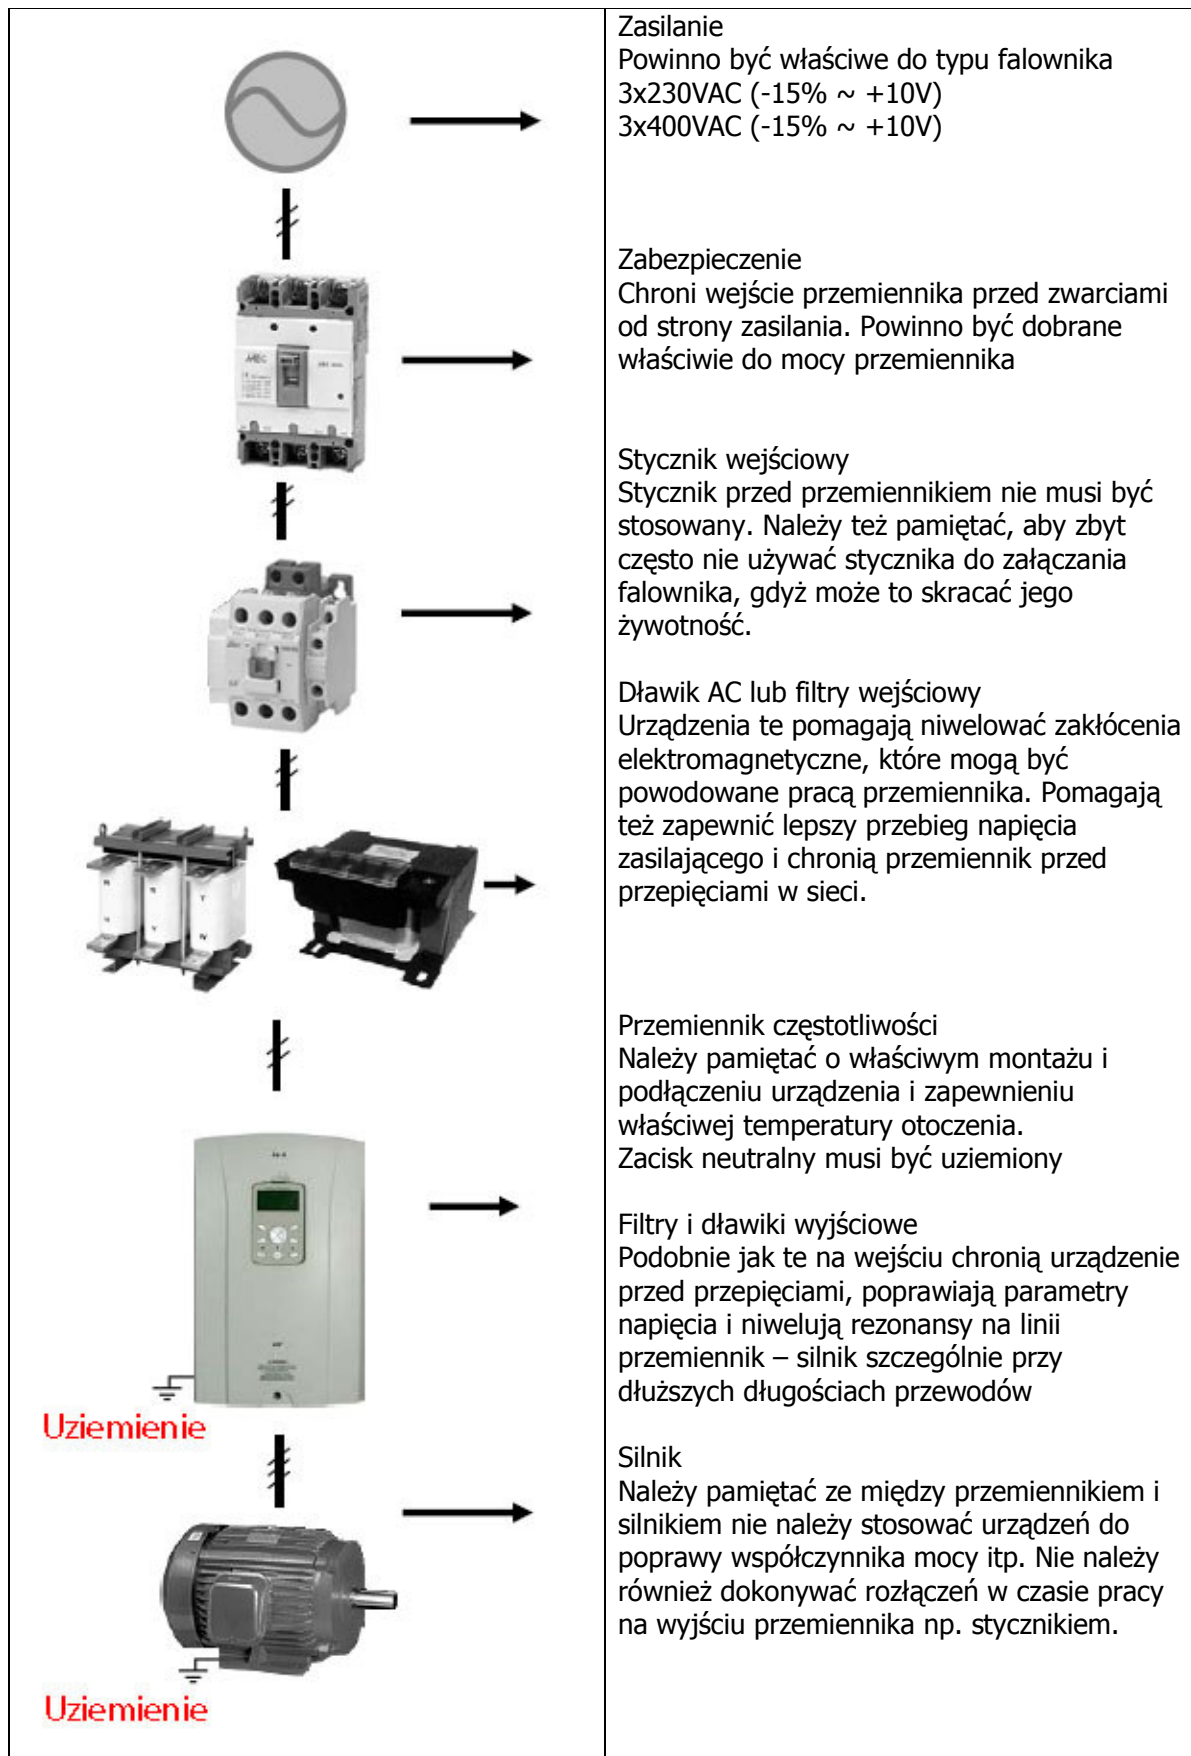 Zasilanie
Powinno być właściwe do typu falownika
3x230VAC (-15% ~ +10V)
3x400VAC (-15% ~ +10V)
Zabezpieczenie
Chroni wejście przemiennika przed zwarciami
od strony zasilania. Powinno być dobrane
właściwie do mocy przemiennika
Stycznik wejściowy
Stycznik przed przemiennikiem nie musi być
stosowany. Należy też pamiętać, aby zbyt
często nie używać stycznika do załączania
falownika, gdyż może to skracać jego
żywotność.
Dławik AC lub filtry wejściowy
Urządzenia te pomagają niwelować zakłócenia
elektromagnetyczne, które mogą być
powodowane pracą przemiennika. Pomagają
też zapewnić lepszy przebieg napięcia
zasilającego i chronią przemiennik przed
przepięciami w sieci.
Przemiennik częstotliwości
Należy pamiętać o właściwym montażu i
podłączeniu urządzenia i zapewnieniu
właściwej temperatury otoczenia.
Zacisk neutralny musi być uziemiony
Filtry i dławiki wyjściowe
Podobnie jak te na wejściu chronią urządzenie
przed przepięciami, poprawiają parametry
napięcia i niwelują rezonansy na linii
przemiennik – silnik szczególnie przy
dłuższych długościach przewodów
Uziemienie
Silnik
Należy pamiętać ze między przemiennikiem i
silnikiem nie należy stosować urządzeń do
poprawy współczynnika mocy itp. Nie należy
również dokonywać rozłączeń w czasie pracy
na wyjściu przemiennika np. stycznikiem.
Uziemienie